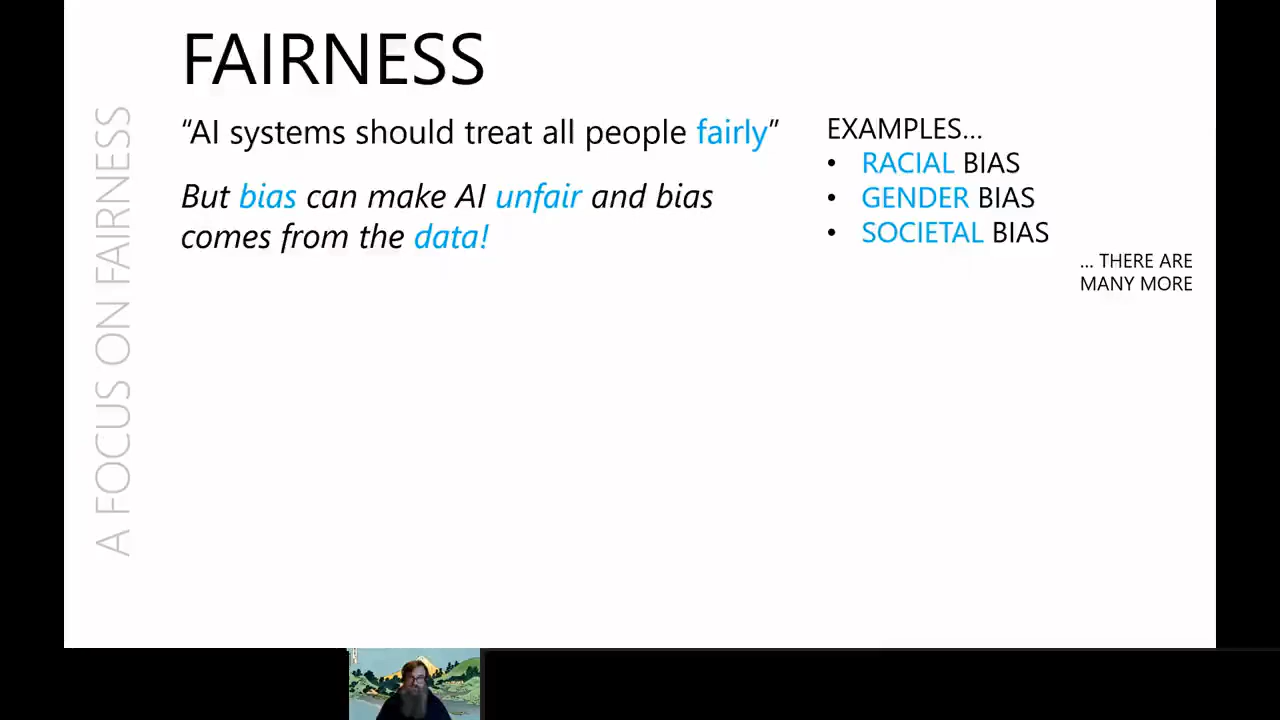 FAIRNESS
“AI systems should treat all people fairly”
But bias can make AI unfair and bias
comes from the data!
EXAMPLES…
• RACIAL BIAS
• GENDER BIAS
• SOCIETAL BIAS
… THERE ARE
MANY MORE
A FOCUS ON FAIRNESS